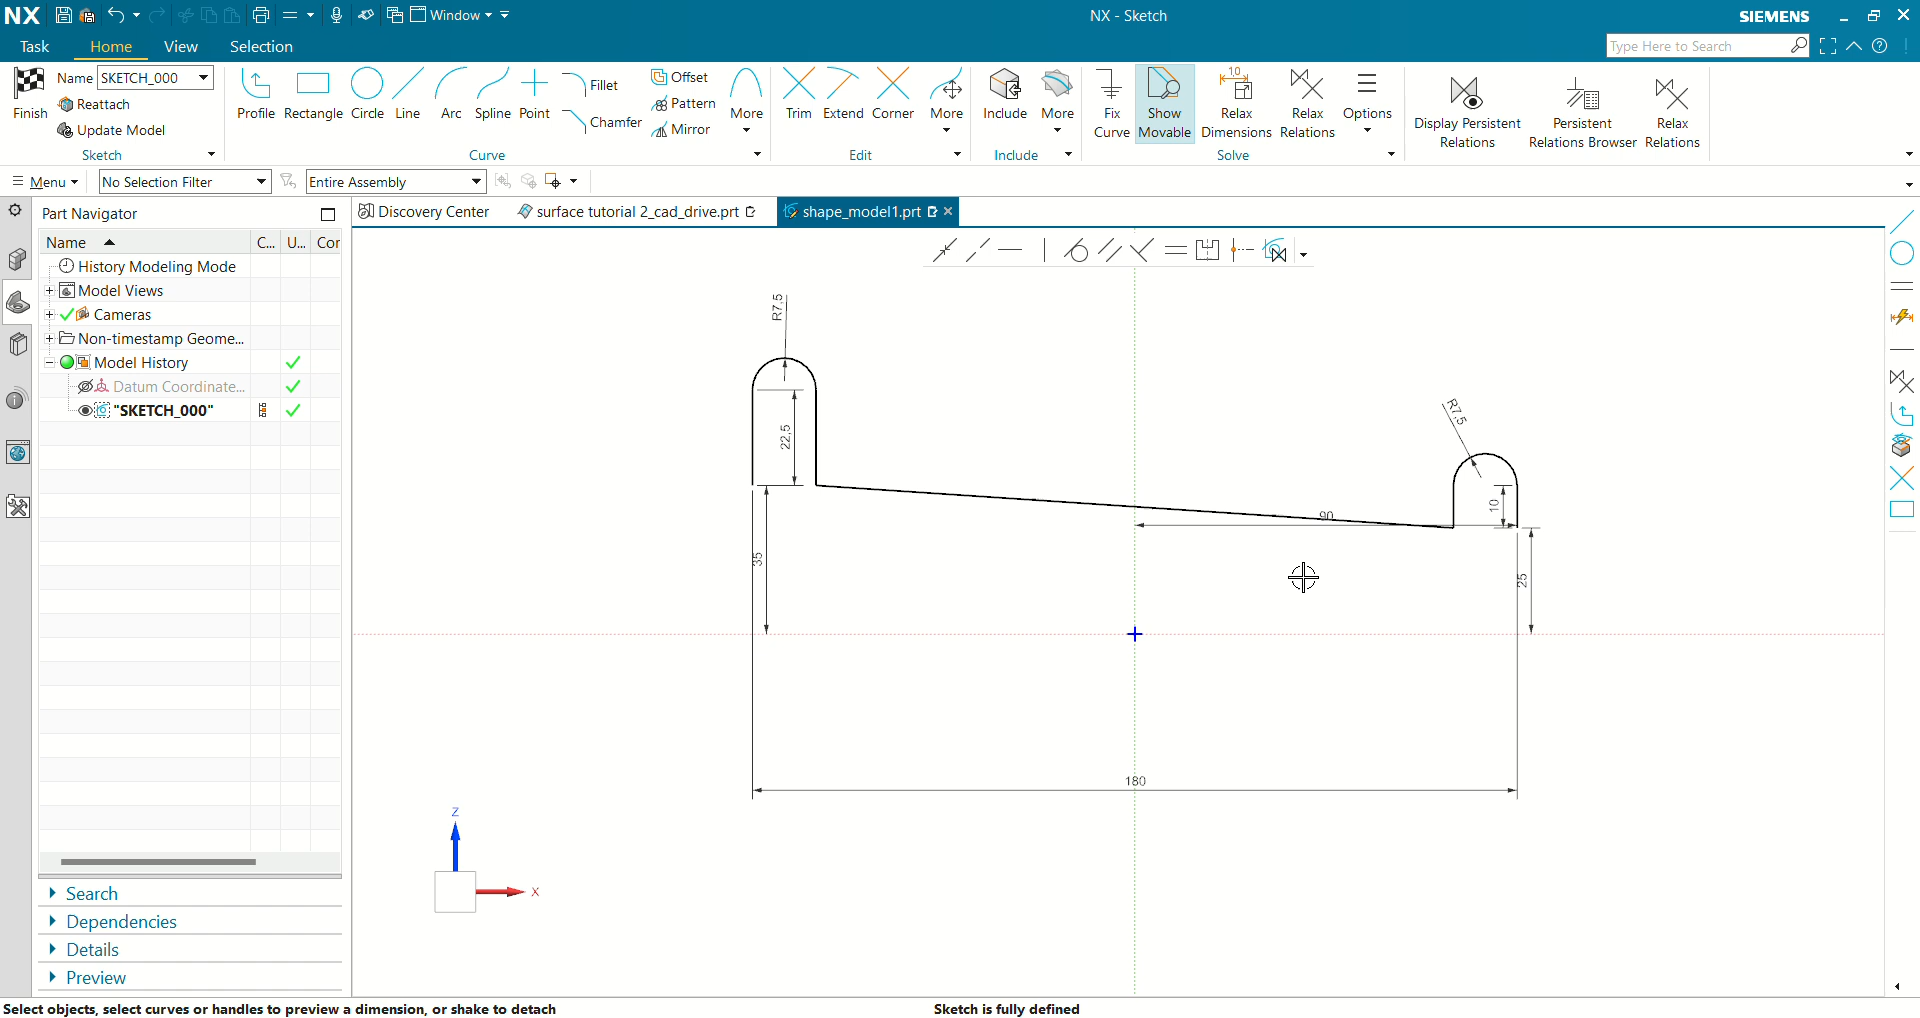 NX
Window
NX - Sketch
SIEMENS
Task
Home
View
Selection
Type Here to Search
Finish
Name SKETCH_000
Reattach
Update Model
Sketch
Profile
Rectangle
Circle
Line
Arc
Spline
Point
Fillet
Chamfer
Offset
Pattern
Mirror
More
Curve
Trim
Extend
Corner
More
Edit
Include
More
Include
Fix
Curve
Show
Movable
Relax
Dimensions
Relax
Relations
Options
Solve
Display Persistent
Relations
Persistent
Relations Browser
Relax
Relations
Menu
No Selection Filter
Entire Assembly
Part Navigator
Discovery Center
surface tutorial 2_cad_drive.prt
shape_model1.prt
Name
C...
U...
Cor
History Modeling Mode
Model Views
Cameras
Non-timestamp Geome...
Model History
Datum Coordinate...
"SKETCH_000"
R7,5
22,5
35
R7,5
10
90
25
180
Z
X
Search
Dependencies
Details
Preview
Select objects, select curves or handles to preview a dimension, or shake to detach
Sketch is fully defined